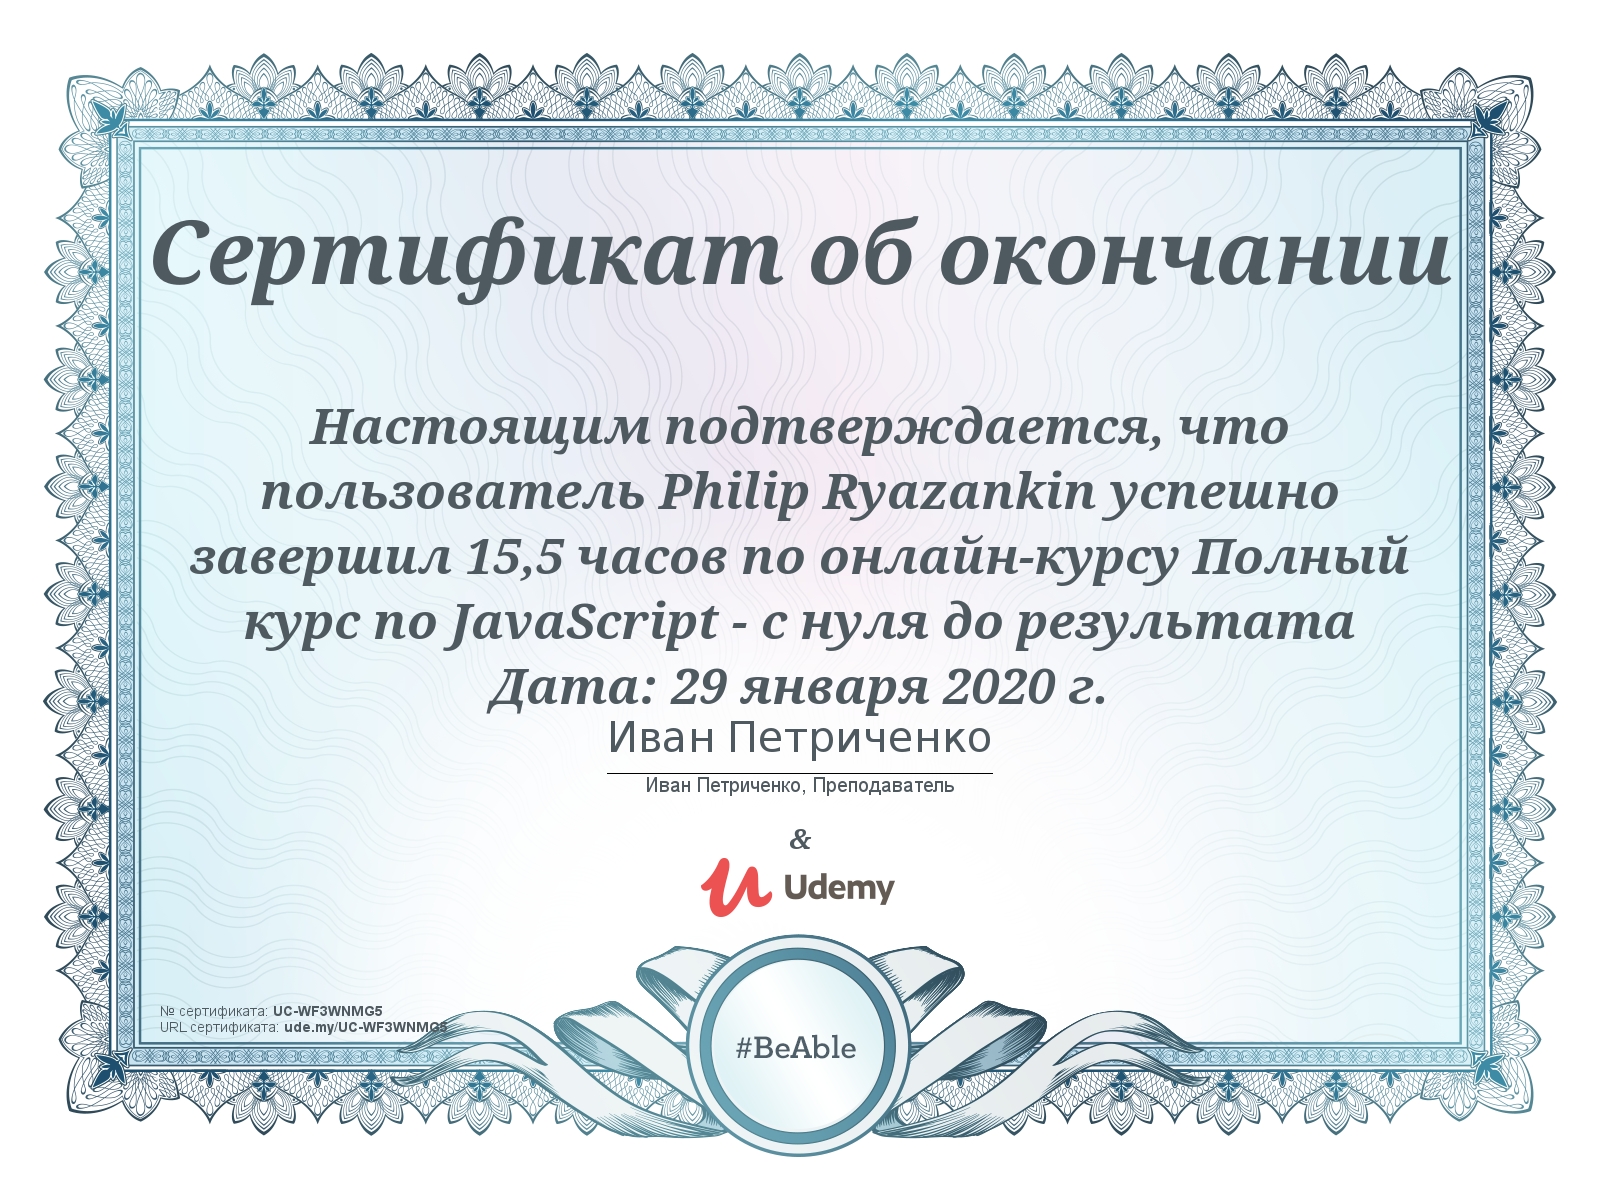 Сертификат об окончании
Настоящим подтверждается, что
пользователь Philip Ryazankin успешно
завершил 15,5 часов по онлайн-курсу Полный
курс по JavaScript - с нуля до результата
Дата: 29 января 2020 г.
Иван Петриченко
Иван Петриченко, Преподаватель
&
Udemy
№ сертификата: UC-WF3WNMG5
URL сертификата: ude.my/UC-WF3WNMG5
#BeAble